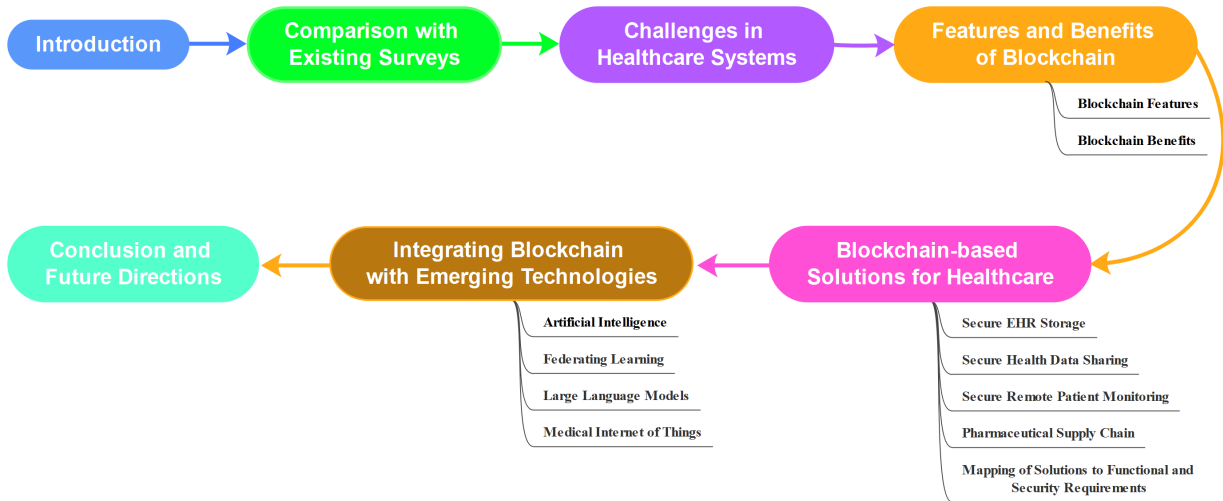 Introduction
Comparison with
Existing Surveys
Challenges in
Healthcare Systems
Features and Benefits
of Blockchain
Blockchain Features
Blockchain Benefits
Blockchain-based
Solutions for Healthcare
Secure EHR Storage
Secure Health Data Sharing
Secure Remote Patient Monitoring
Pharmaceutical Supply Chain
Mapping of Solutions to Functional and
Security Requirements
Integrating Blockchain
with Emerging Technologies
Artificial Intelligence
Federating Learning
Large Language Models
Medical Internet of Things
Conclusion and
Future Directions